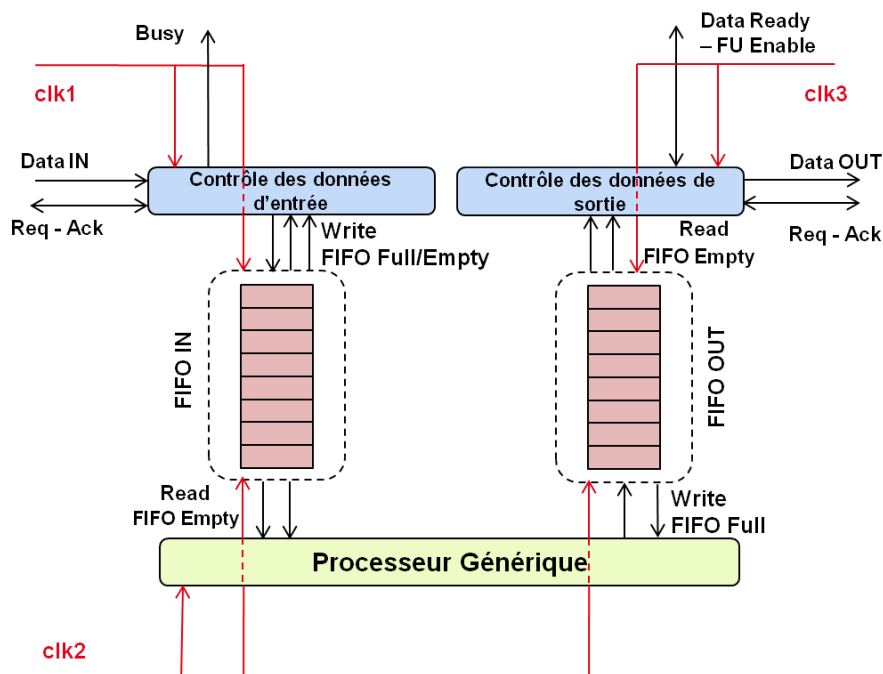 Busy
Data Ready
– FU Enable
clk1
clk3
Data IN
Contrôle des données
d'entrée
Contrôle des données de
sortie
Data OUT
Req - Ack
Write
FIFO Full/Empty
Read
FIFO Empty
Req - Ack
FIFO IN
FIFO OUT
Read
FIFO Empty
Write
FIFO Full
Processeur Générique
clk2